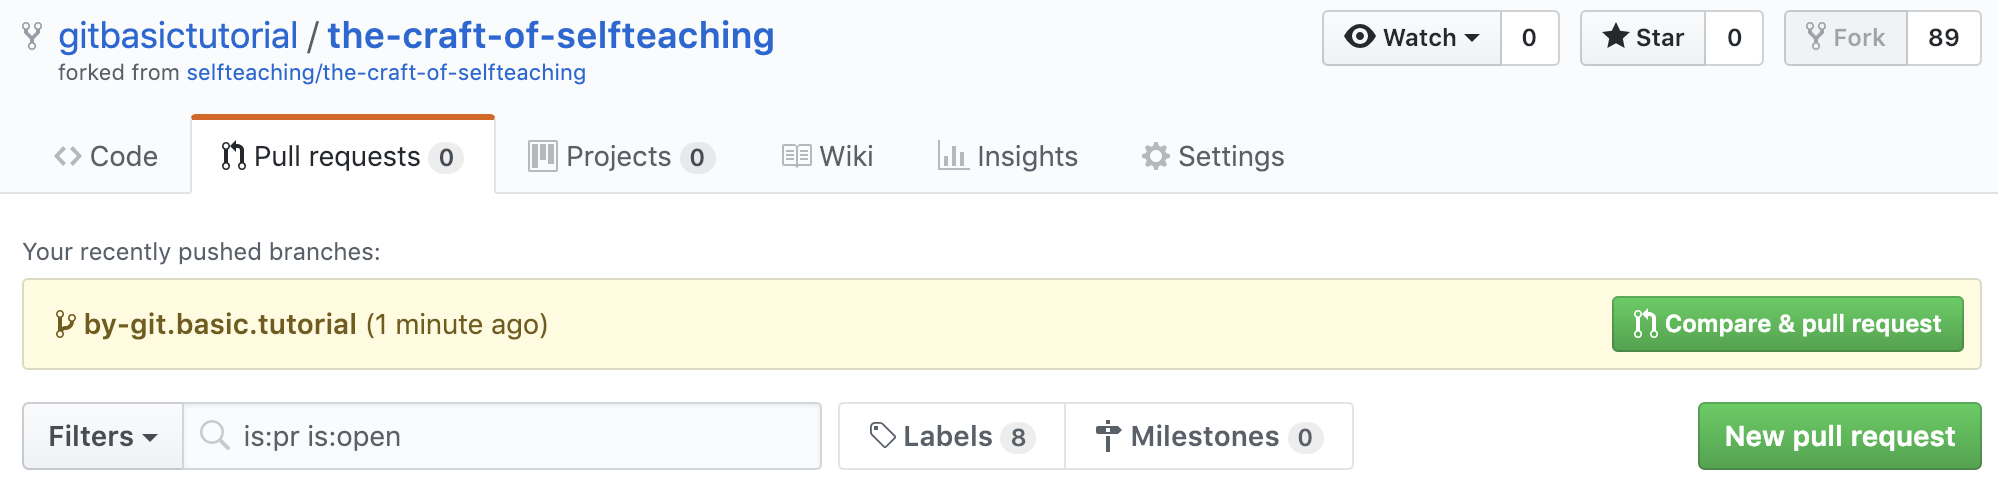 gitbasictutorial / the-craft-of-selfteaching
forked from selfteaching/the-craft-of-selfteaching
Watch 0 Star 0 Fork 89
Code Pull requests 0 Projects 0 Wiki Insights Settings
Your recently pushed branches:
by-git.basic.tutorial (1 minute ago) Compare & pull request
Filters is:pr is:open Labels 8 Milestones 0 New pull request